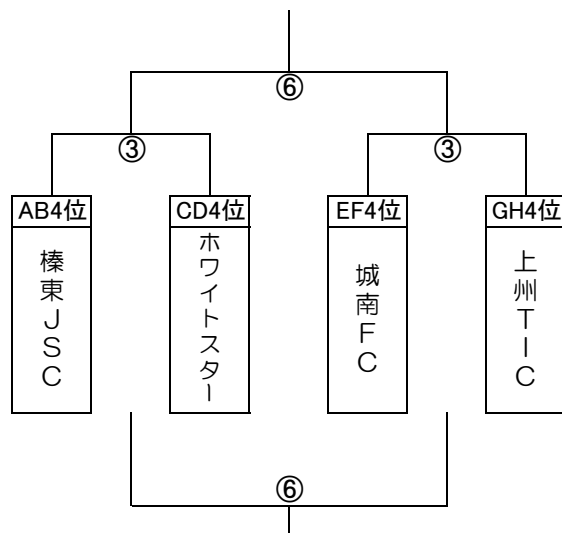 ⑥
③
③
AB4位
CD4位
EF4位
GH4位
榛東JSC
ホワイトスター
城南FC
上州TIC
⑥